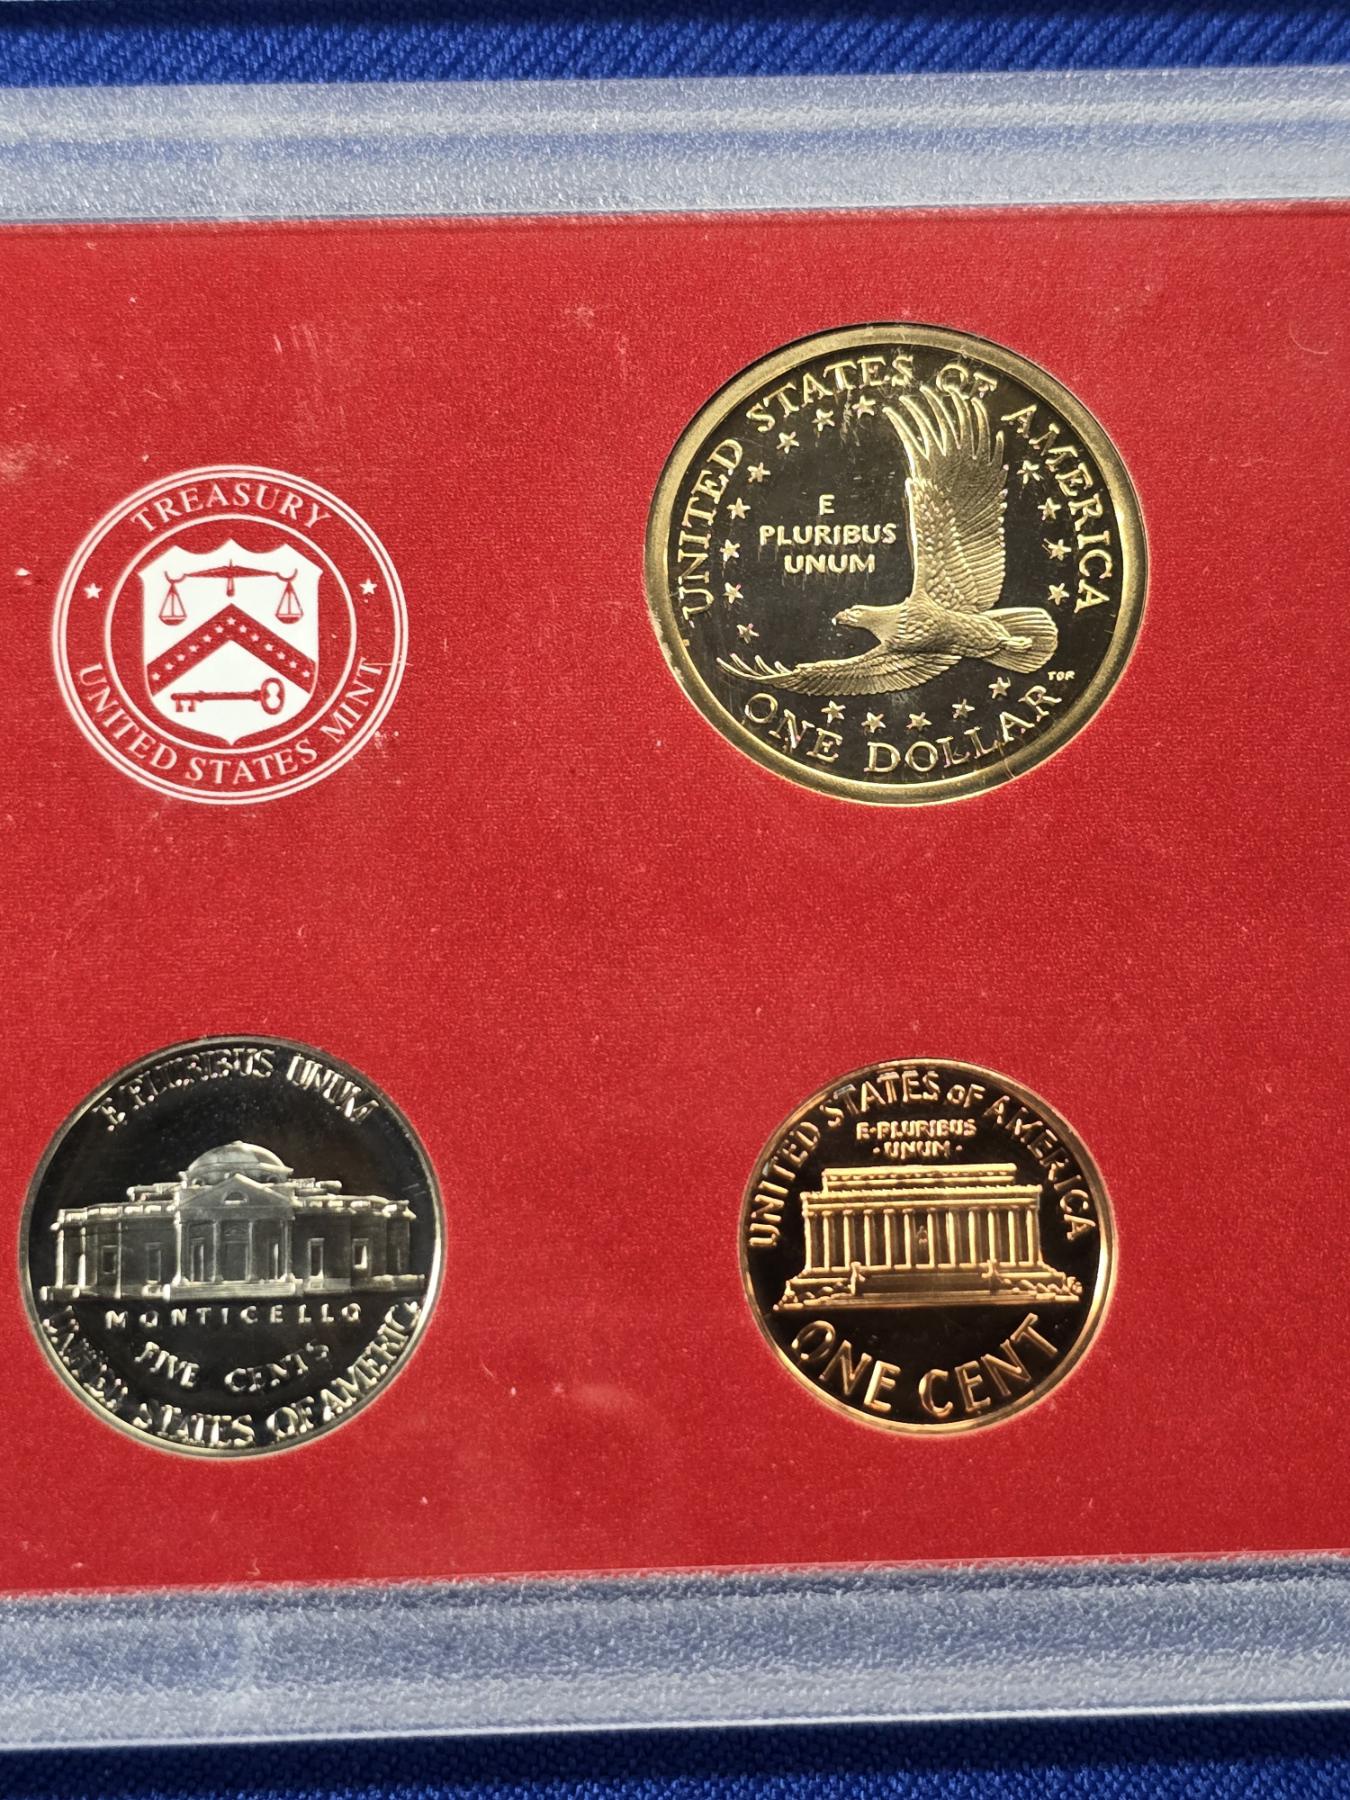 TREASURY
UNITED STATES MINT
UNITED STATES OF AMERICA
E
PLURIBUS
UNUM
TDR
ONE DOLLAR
E PLURIBUS UNUM
MONTICELLO
FIVE CENTS
UNITED STATES OF AMERICA
UNITED STATES OF AMERICA
E·PLURIBUS
·UNUM·
ONE CENT